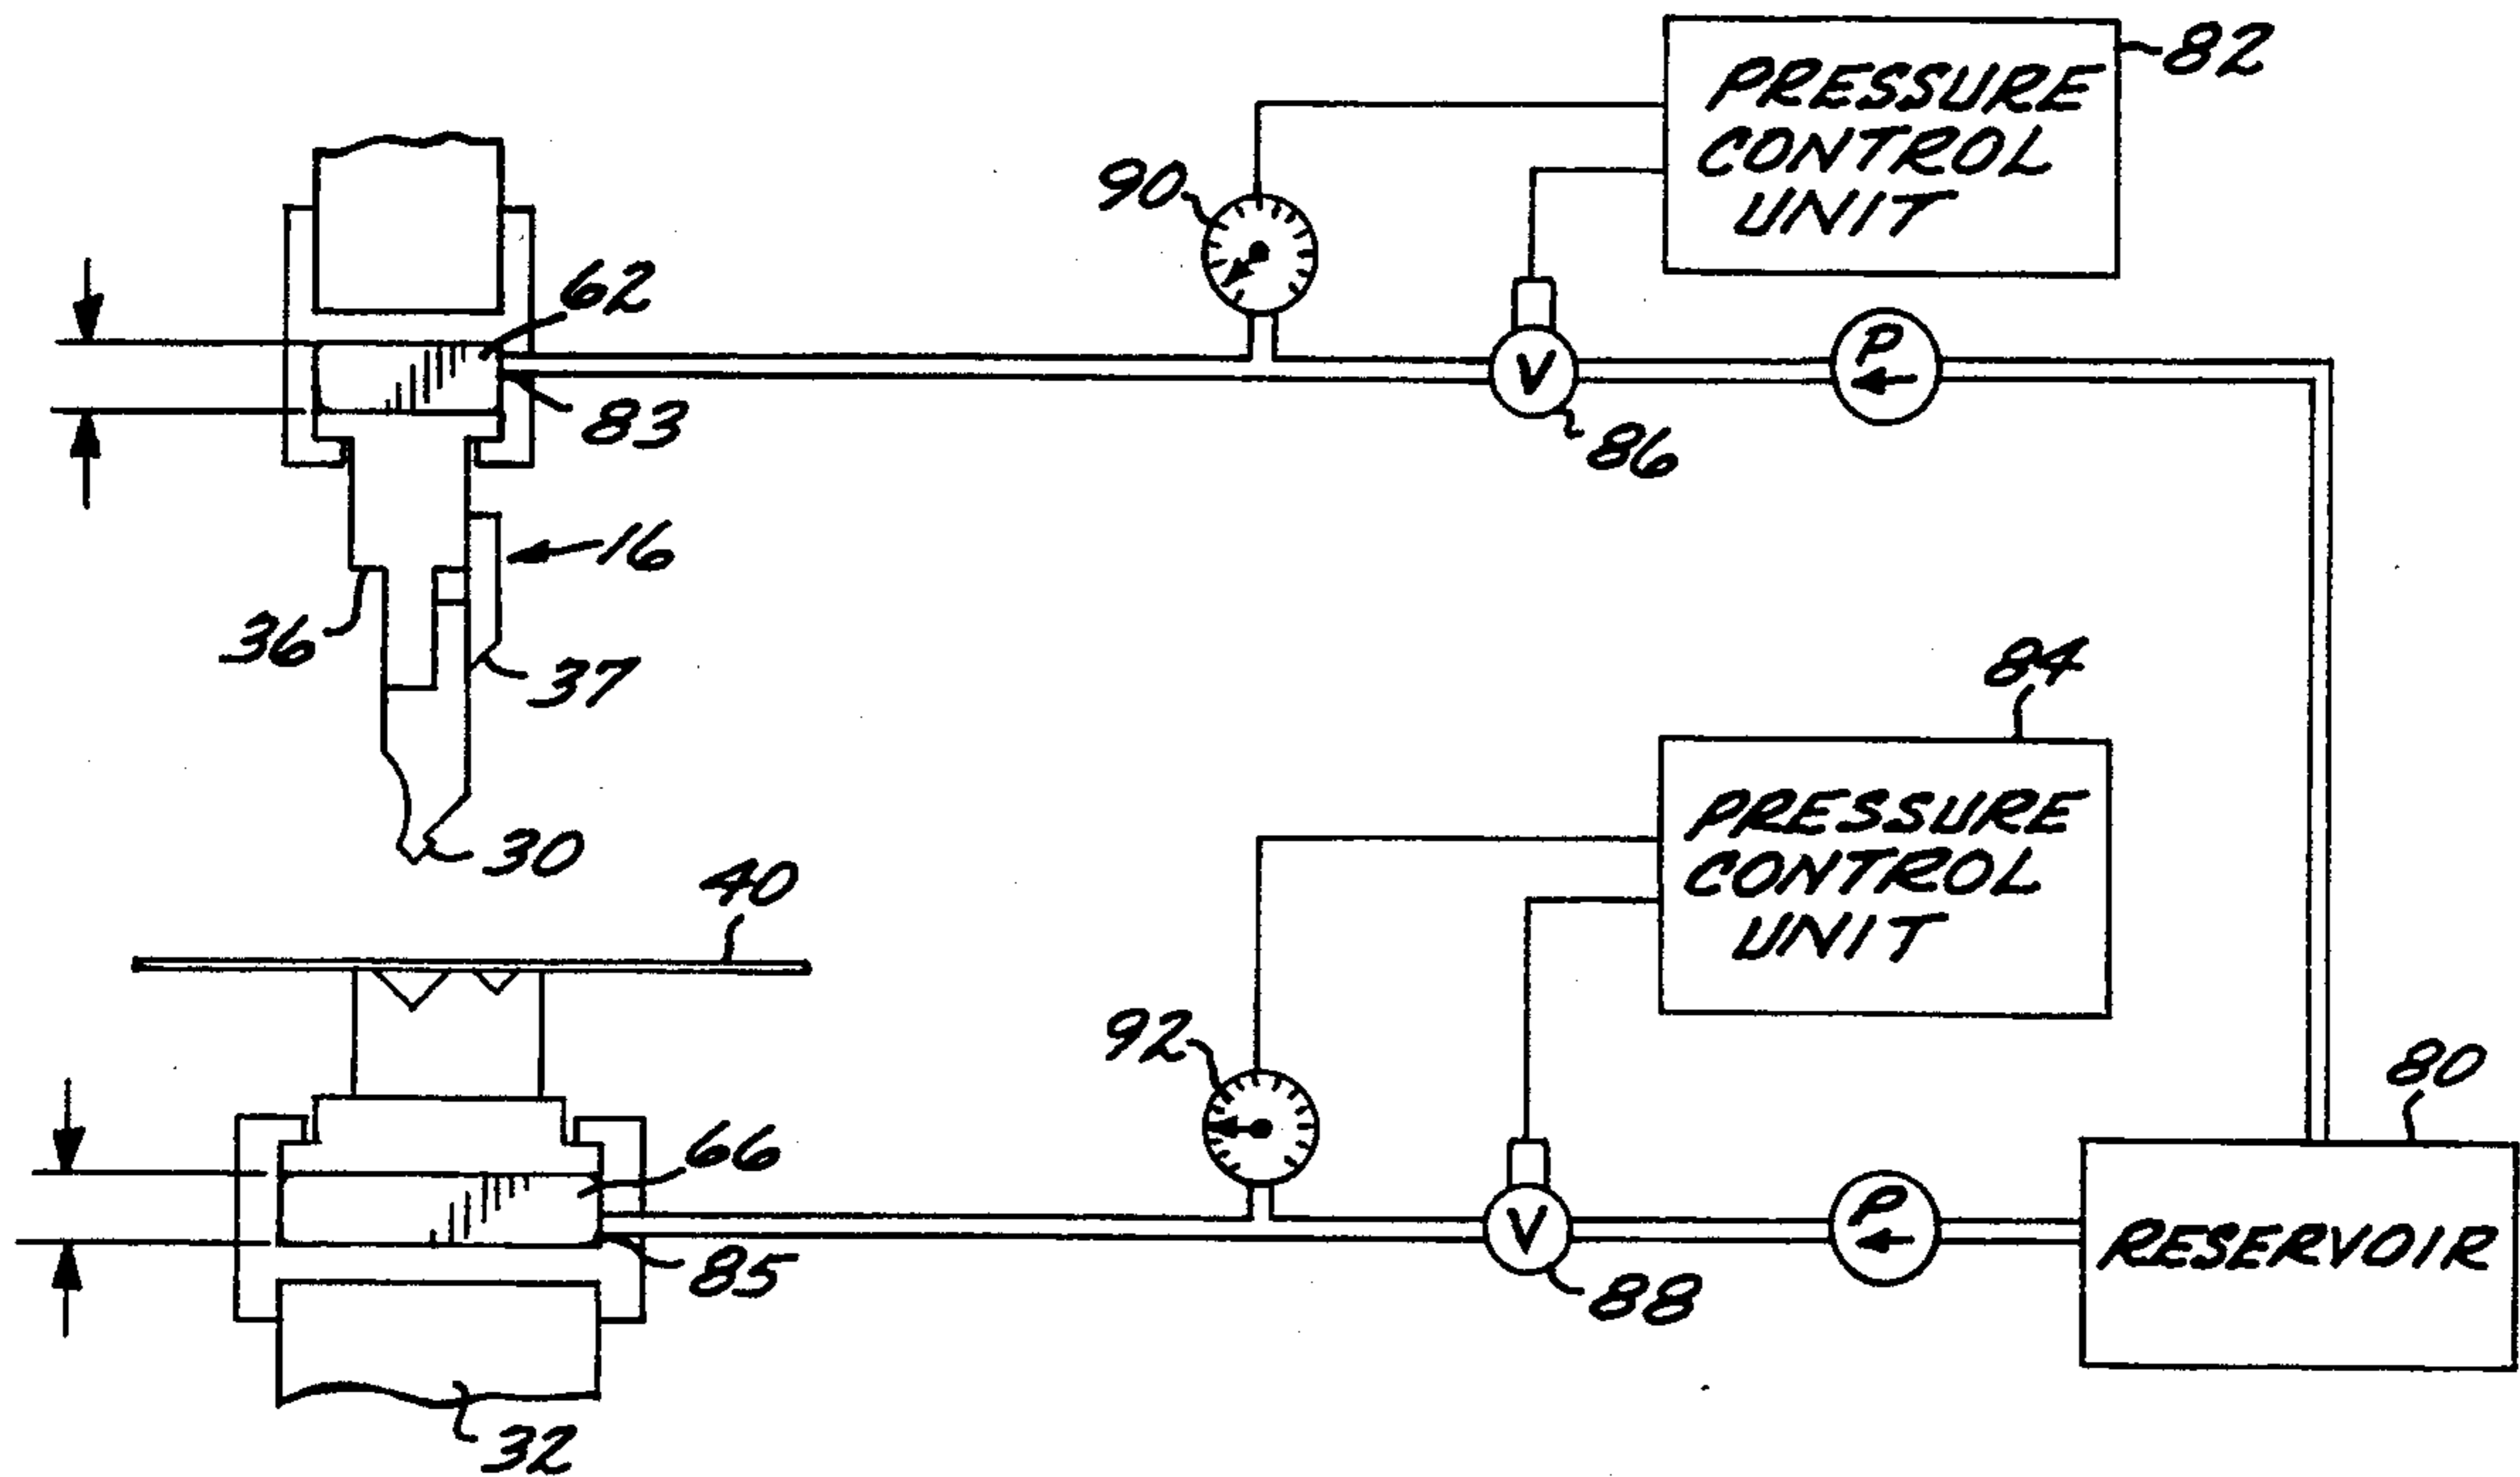 82
PRESSURE
CONTROL
UNIT
90
62
83
P
V
86
16
36
37
84
30
40
PRESSURE
CONTROL
UNIT
92
80
66
P
V
RESERVOIR
85
88
32